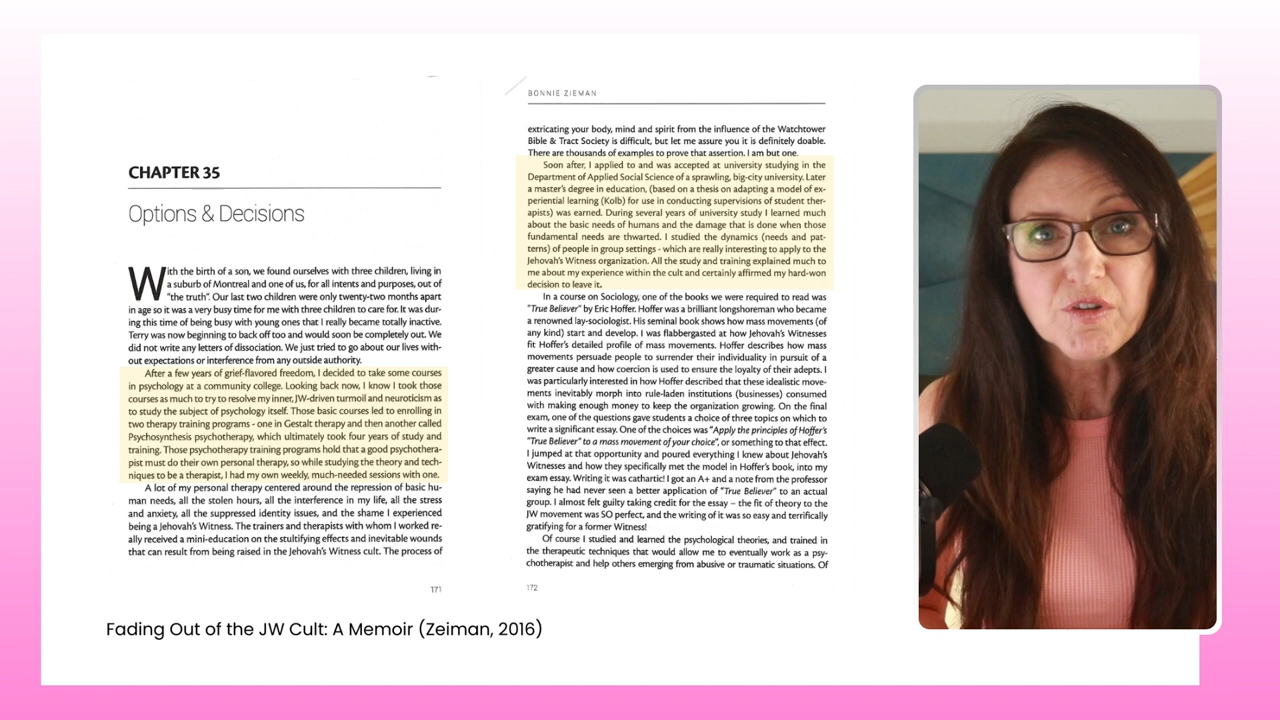 CHAPTER 35
Options & Decisions
With the birth of a son, we found ourselves with three children, living in
a suburb of Montreal and one of us, for all intents and purposes, out of
"the truth". Our last two children were only twenty-two months apart
in age so it was a very busy time for me with three children to care for. It was dur-
ing this time of being busy with young ones that I really became totally inactive.
Terry was now beginning to back off too and would soon be completely out. We
did not write any letters of dissociation. We just tried to go about our lives with-
out expectations or interference from any outside authority.
After a few years of grief-flavored freedom, I decided to take some courses
in psychology at a community college. Looking back now, I know I took those
courses as much to try to resolve my inner, JW-driven turmoil and neuroticism as
to study the subject of psychology itself. Those basic courses led to enrolling in
two therapy training programs - one in Gestalt therapy and then another called
Psychosynthesis psychotherapy, which ultimately took four years of study and
training. Those psychotherapy training programs hold that a good psychothera-
pist must do their own personal therapy, so while studying the theory and tech-
niques to be a therapist, I had my own weekly, much-needed sessions with one.
A lot of my personal therapy centered around the repression of basic hu-
man needs, all the stolen hours, all the interference in my life, all the stress
and anxiety, all the suppressed identity issues, and the shame I experienced
being a Jehovah's Witness. The trainers and therapists with whom I worked re-
ally received a mini-education on the stultifying effects and inevitable wounds
that can result from being raised in the Jehovah's Witness cult. The process of
171
BONNIE ZIEMAN
extricating your body, mind and spirit from the influence of the Watchtower
Bible & Tract Society is difficult, but let me assure you it is definitely doable.
There are thousands of examples to prove that assertion. I am but one.
Soon after, I applied to and was accepted at university studying in the
Department of Applied Social Science of a sprawling, big-city university. Later
a master's degree in education, (based on a thesis on adapting a model of ex-
periential learning (Kolb) for use in conducting supervisions of student ther-
apists) was earned. During several years of university study I learned much
about the basic needs of humans and the damage that is done when those
fundamental needs are thwarted. I studied the dynamics (needs and pat-
terns) of people in group settings - which are really interesting to apply to the
Jehovah's Witness organization. All the study and training explained much to
me about my experience within the cult and certainly affirmed my hard-won
decision to leave it.
In a course on Sociology, one of the books we were required to read was
"True Believer" by Eric Hoffer. Hoffer was a brilliant longshoreman who became
a renowned lay-sociologist. His seminal book shows how mass movements (of
any kind) start and develop. I was flabbergasted at how Jehovah's Witnesses
fit Hoffer's detailed profile of mass movements. Hoffer describes how mass
movements persuade people to surrender their individuality in pursuit of a
greater cause and how coercion is used to ensure the loyalty of their adepts. I
was particularly interested in how Hoffer described that these idealistic move-
ments inevitably morph into rule-laden institutions (businesses) consumed
with making enough money to keep the organization growing. On the final
exam, one of the questions gave students a choice of three topics on which to
write a significant essay. One of the choices was "Apply the principles of Hoffer's
"True Believer" to a mass movement of your choice", or something to that effect.
I jumped at that opportunity and poured everything I knew about Jehovah's
Witnesses and how they specifically met the model in Hoffer's book, into my
exam essay. Writing it was cathartic! I got an A+ and a note from the professor
saying he had never seen a better application of "True Believer" to an actual
group. I almost felt guilty taking credit for the essay – the fit of theory to the
JW movement was SO perfect, and the writing of it was so easy and terrifically
gratifying for a former Witness!
Of course I studied and learned the psychological theories, and trained in
the therapeutic techniques that would allow me to eventually work as a psy-
chotherapist and help others emerging from abusive or traumatic situations. Of
172
Fading Out of the JW Cult: A Memoir (Zeiman, 2016)